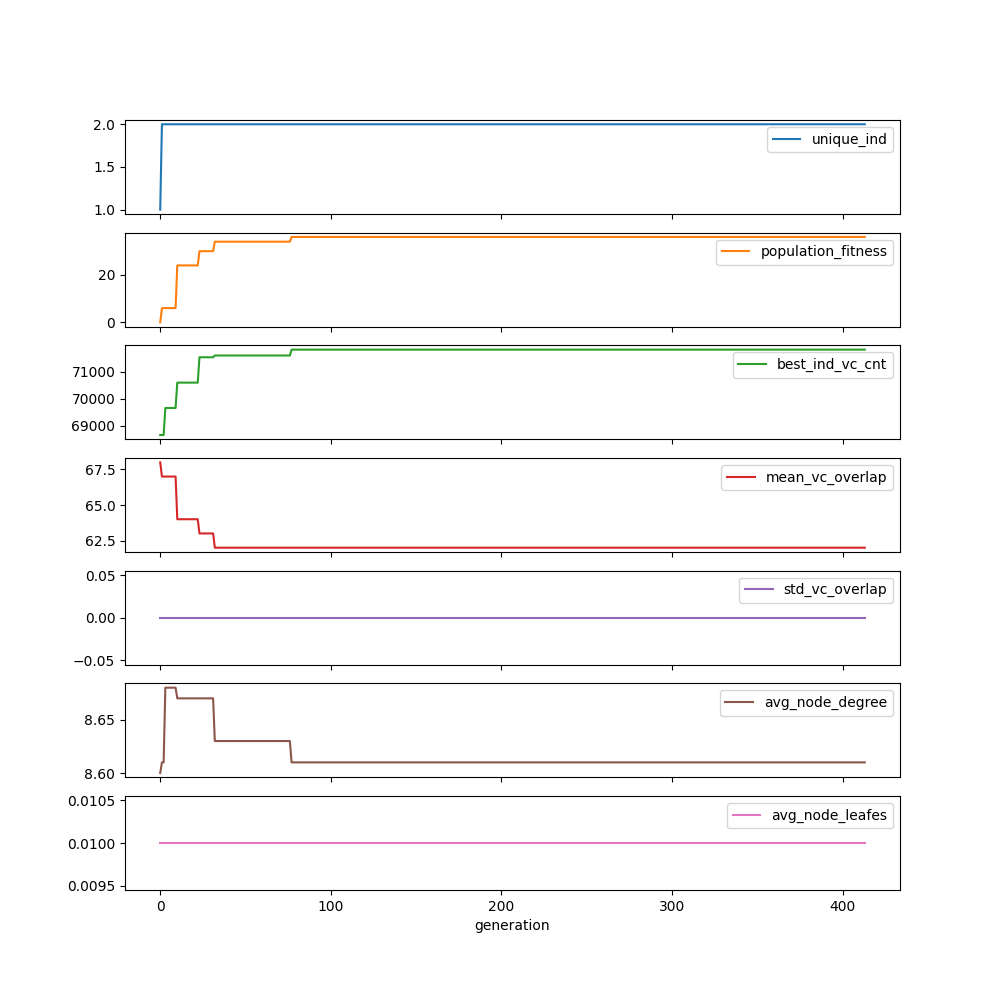 2.0
1.5
1.0
unique_ind
20
0
population_fitness
71000
70000
69000
best_ind_vc_cnt
67.5
65.0
62.5
mean_vc_overlap
0.05
0.00
−0.05
std_vc_overlap
8.65
8.60
avg_node_degree
0.0105
0.0100
0.0095
avg_node_leafes
0 100 200 300 400
generation